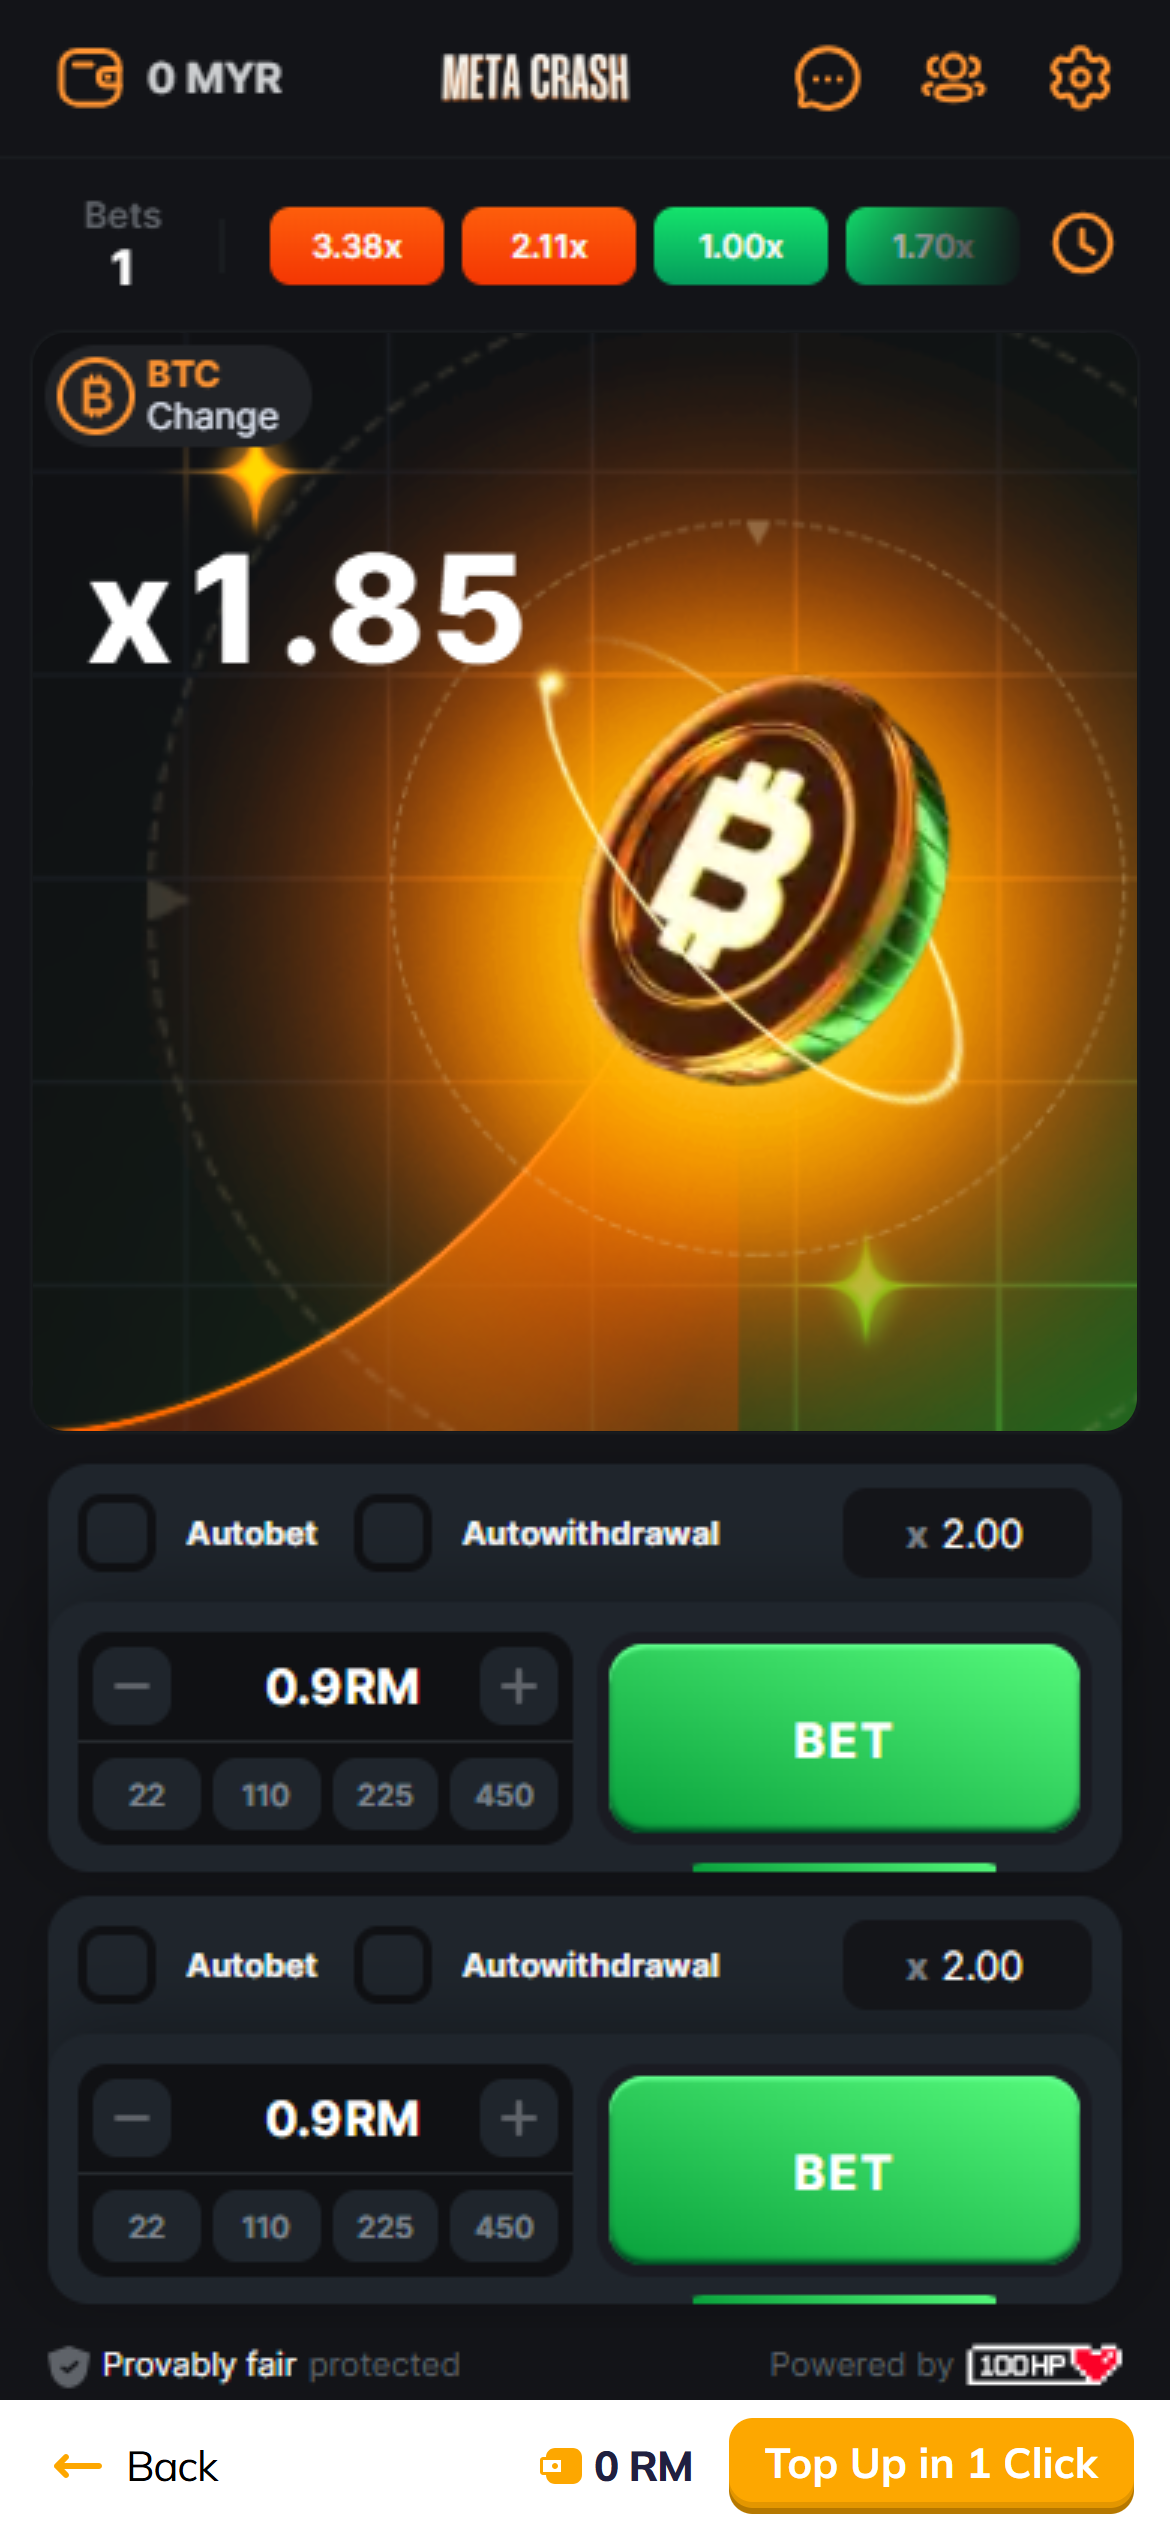 0 MYR
META CRASH
Bets
1
3.38x
2.11x
1.00x
1.70x
BTC
Change
x1.85
Autobet
Autowithdrawal
x 2.00
0.9RM
22
110
225
450
BET
Autobet
Autowithdrawal
x 2.00
0.9RM
22
110
225
450
BET
Provably fair protected
Powered by 100HP
Back
0 RM
Top Up in 1 Click